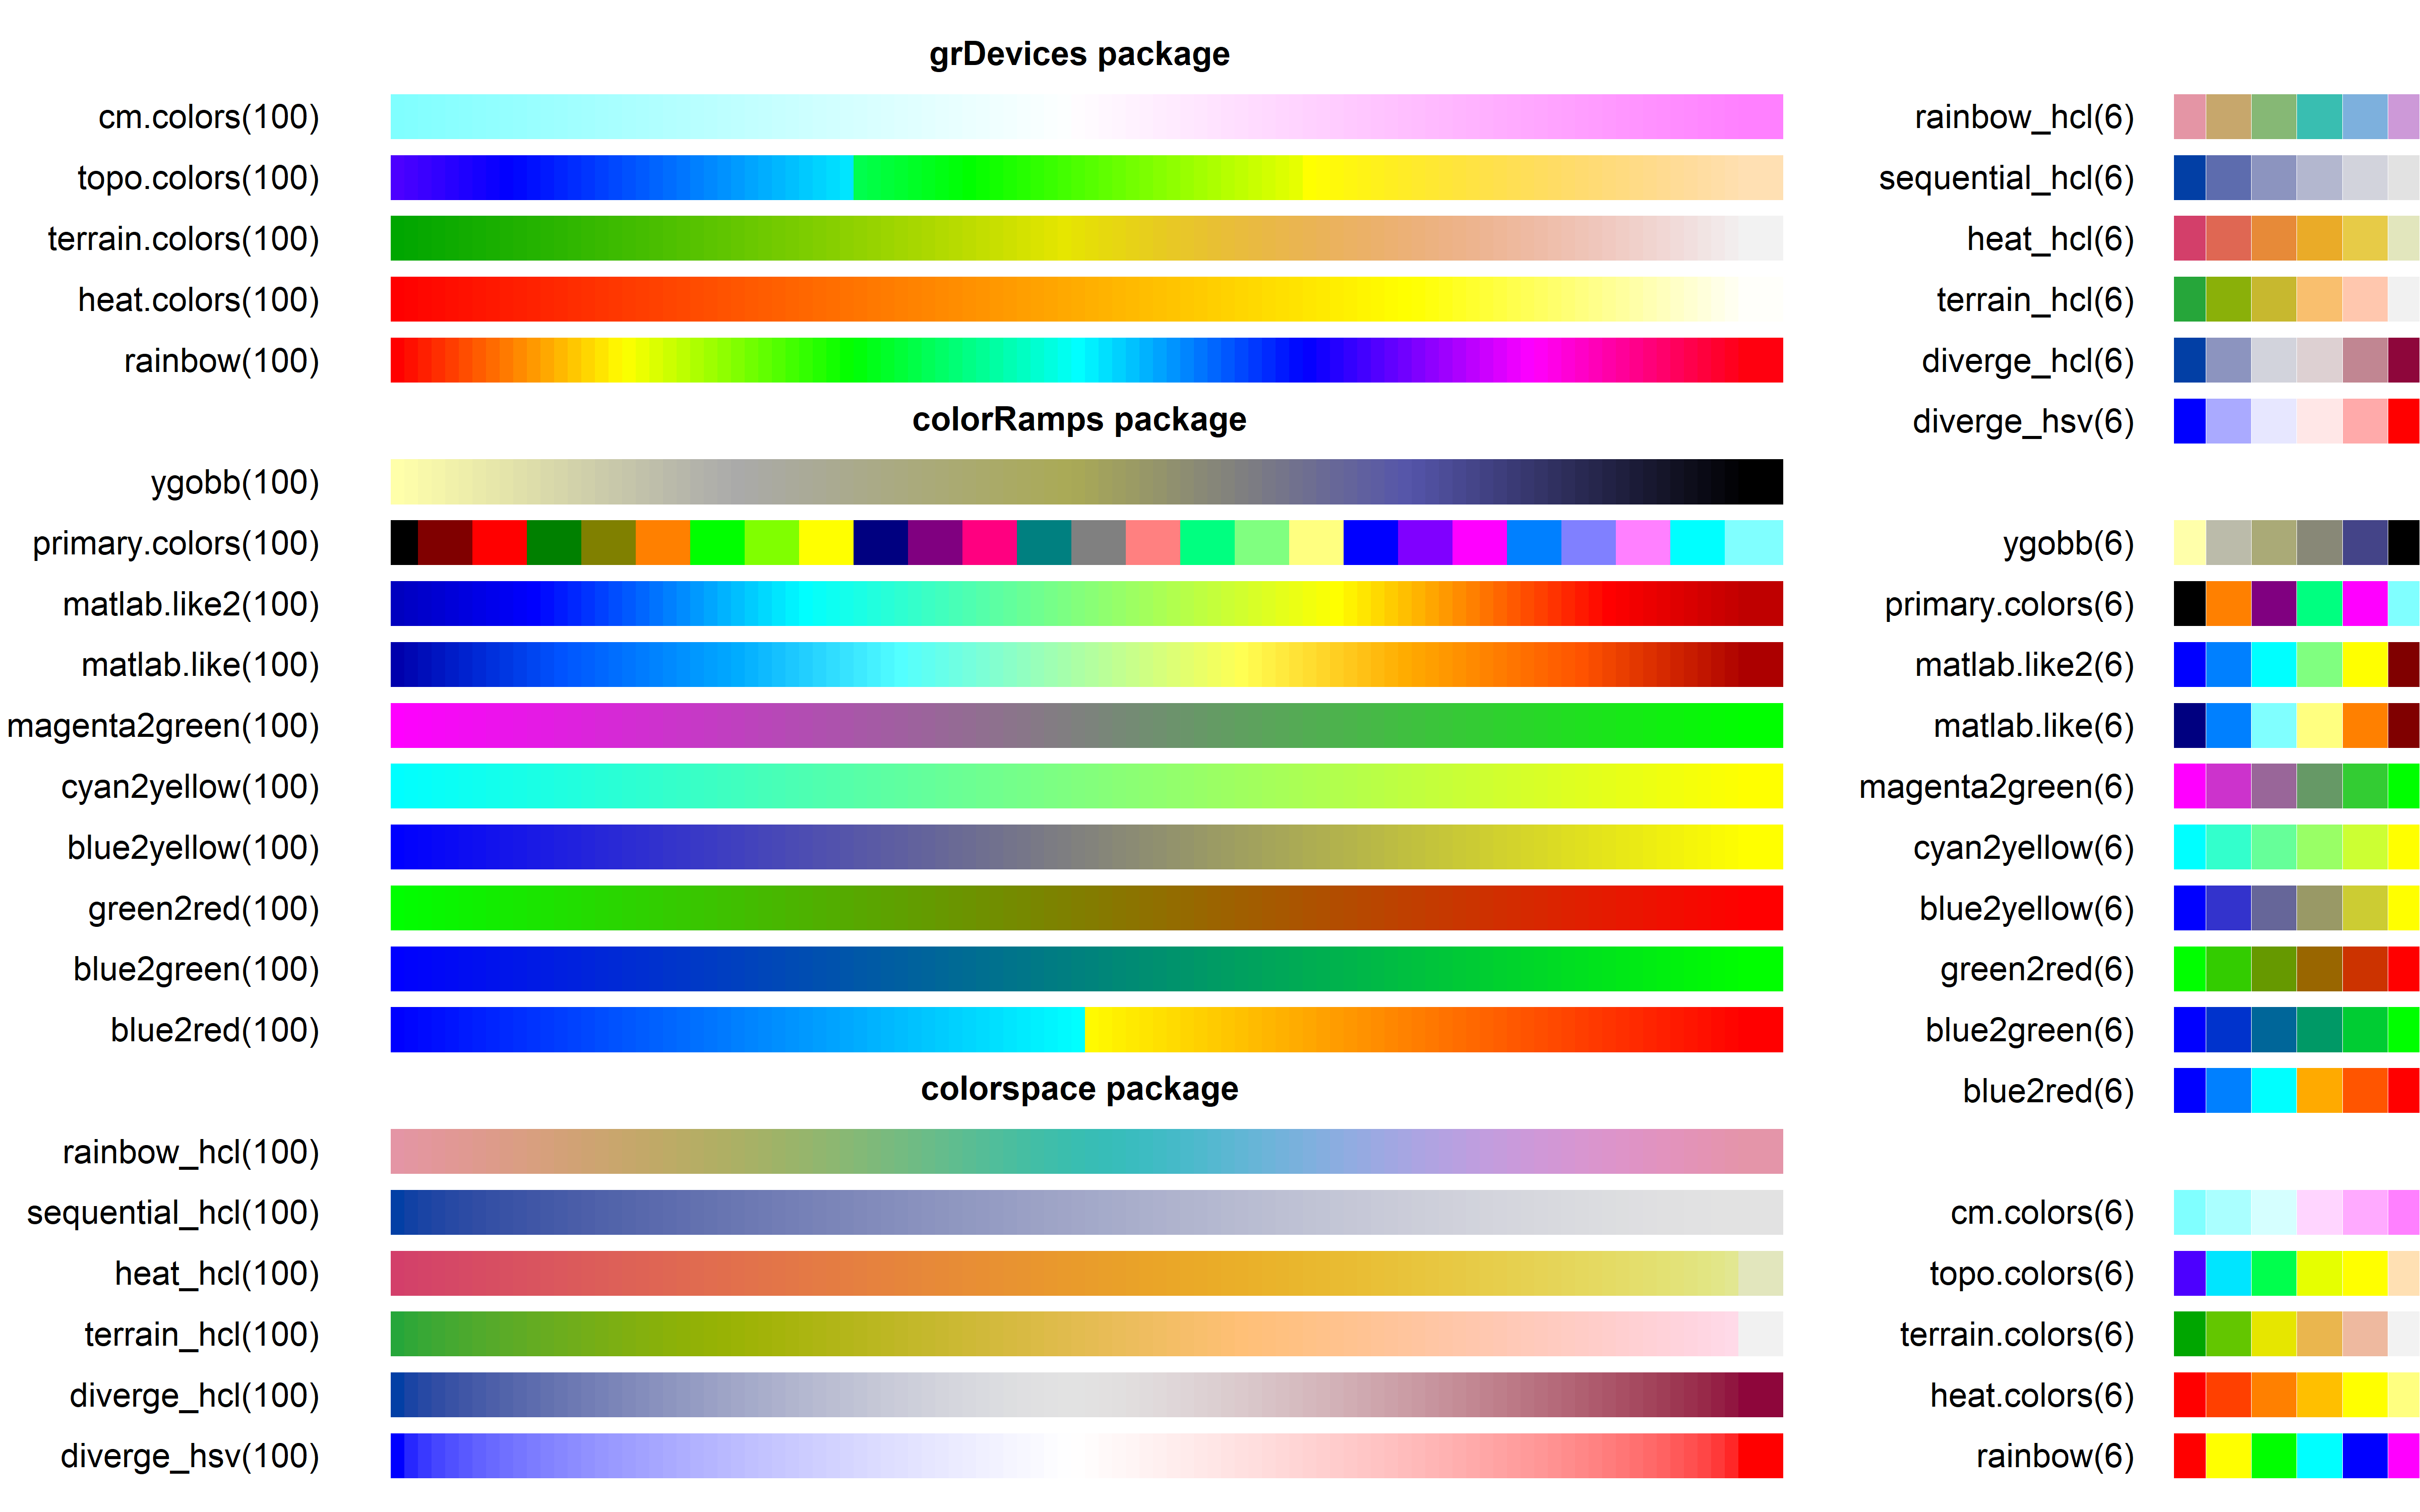 grDevices package
cm.colors(100)
topo.colors(100)
terrain.colors(100)
heat.colors(100)
rainbow(100)
colorRamps package
ygobb(100)
primary.colors(100)
matlab.like2(100)
matlab.like(100)
magenta2green(100)
cyan2yellow(100)
blue2yellow(100)
green2red(100)
blue2green(100)
blue2red(100)
colorspace package
rainbow_hcl(100)
sequential_hcl(100)
heat_hcl(100)
terrain_hcl(100)
diverge_hcl(100)
diverge_hsv(100)
rainbow_hcl(6)
sequential_hcl(6)
heat_hcl(6)
terrain_hcl(6)
diverge_hcl(6)
diverge_hsv(6)
ygobb(6)
primary.colors(6)
matlab.like2(6)
matlab.like(6)
magenta2green(6)
cyan2yellow(6)
blue2yellow(6)
green2red(6)
blue2green(6)
blue2red(6)
cm.colors(6)
topo.colors(6)
terrain.colors(6)
heat.colors(6)
rainbow(6)